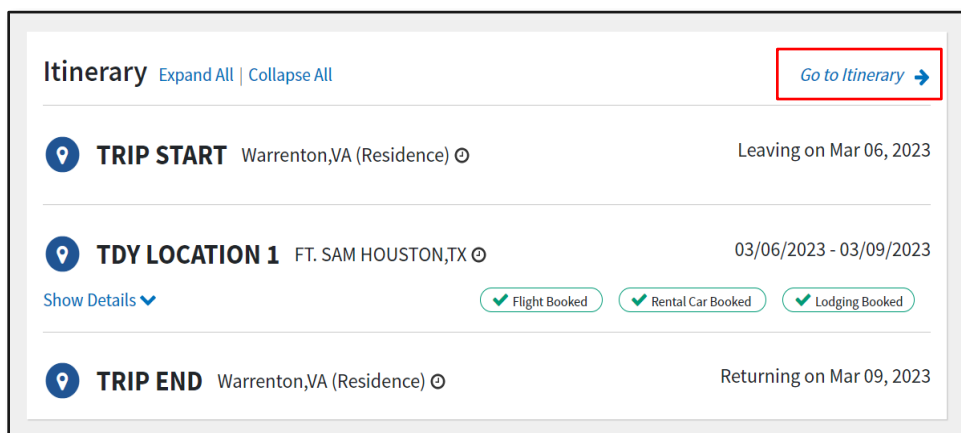 Itinerary Expand All | Collapse All Go to Itinerary
TRIP START Warrenton,VA (Residence) Leaving on Mar 06, 2023
TDY LOCATION 1 FT. SAM HOUSTON,TX 03/06/2023 - 03/09/2023
Show Details Flight Booked Rental Car Booked Lodging Booked
TRIP END Warrenton,VA (Residence) Returning on Mar 09, 2023